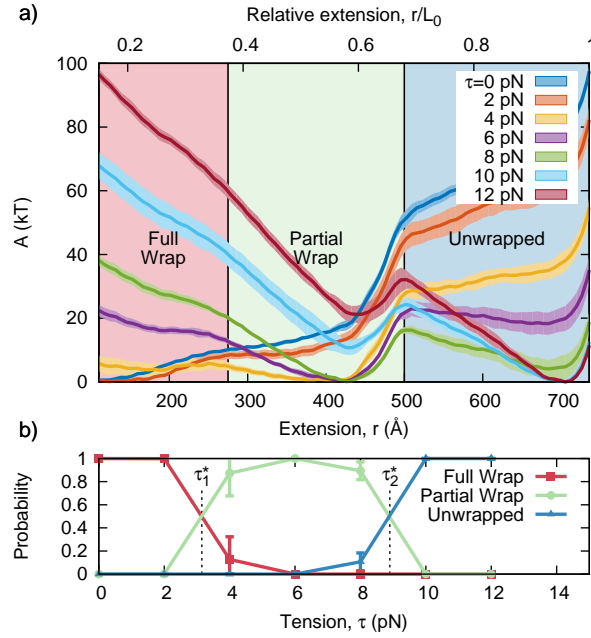 a)
Relative extension, r/L0
0.2 0.4 0.6 0.8 1
100
80
60
40
20
0
A (kT)
τ=0 pN
2 pN
4 pN
6 pN
8 pN
10 pN
12 pN
Full
Wrap
Partial
Wrap
Unwrapped
200 300 400 500 600 700
Extension, r (Å)
b)
1
0.8
0.6
0.4
0.2
0
Probability
τ1*
τ2*
Full Wrap
Partial Wrap
Unwrapped
0 2 4 6 8 10 12 14
Tension, τ (pN)